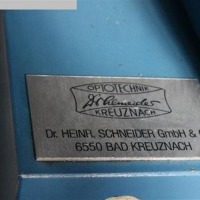 OPTOTECHNIK
Dr. Schneider
KREUZNACH
Dr. HEINR. SCHNEIDER GmbH &
6550 BAD KREUZNACH